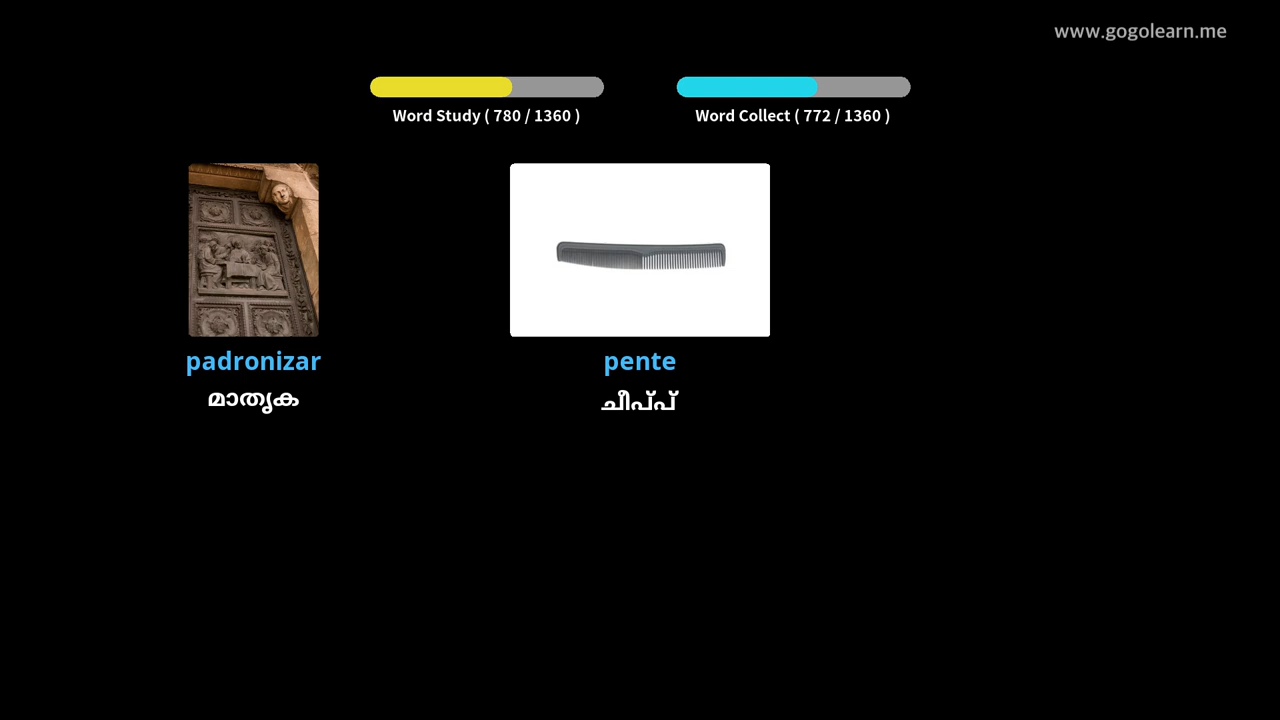 www.gogolearn.me
Word Study ( 780 / 1360 )
Word Collect ( 772 / 1360 )
padronizar
മാതൃക
pente
ചീപ്പ്